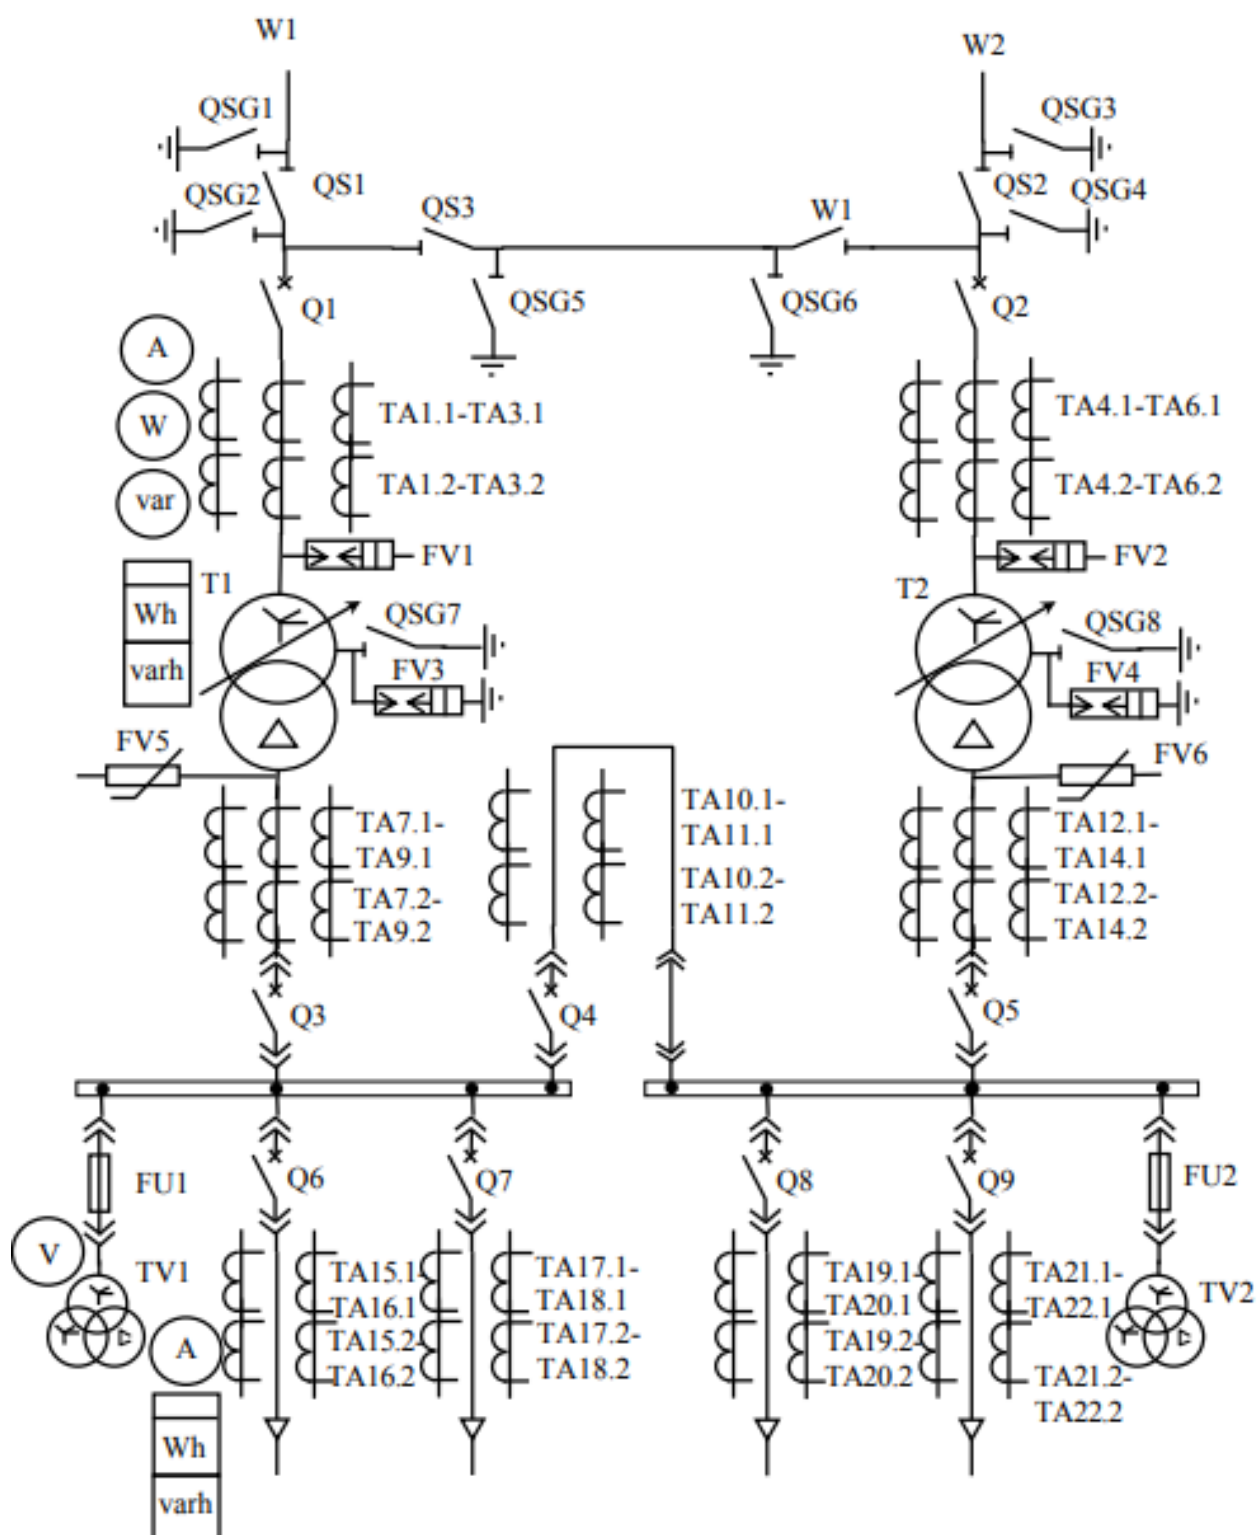 W1
W2
QSG1
QSG3
QSG2
QS1
QS2
QSG4
QS3
W1
Q1
QSG5
QSG6
Q2
A
W
var
TA1.1-TA3.1
TA1.2-TA3.2
TA4.1-TA6.1
TA4.2-TA6.2
FV1
FV2
T1
T2
Wh
varh
QSG7
FV3
QSG8
FV4
FV5
FV6
TA7.1-
TA9.1
TA7.2-
TA9.2
TA10.1-
TA11.1
TA10.2-
TA11.2
TA12.1-
TA14.1
TA12.2-
TA14.2
Q3
Q4
Q5
FU1
Q6
Q7
Q8
Q9
FU2
V
TV1
TA15.1-
TA16.1
TA15.2-
TA16.2
TA17.1-
TA18.1
TA17.2-
TA18.2
TA19.1-
TA20.1
TA19.2-
TA20.2
TA21.1-
TA22.1
TA21.2-
TA22.2
TV2
A
Wh
varh